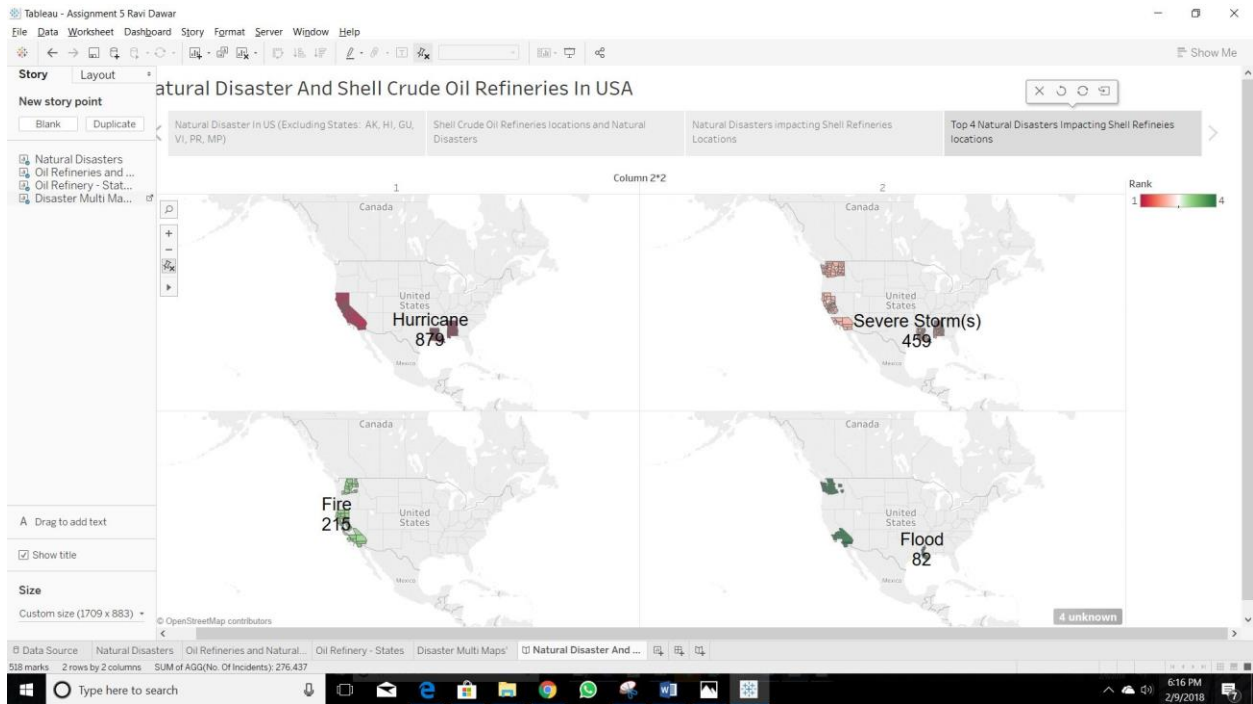 Tableau - Assignment 5 Ravi Dawar
File Data Worksheet Dashboard Story Format Server Window Help
Show Me
Story Layout
New story point
Blank Duplicate
Natural Disasters
Oil Refineries and ...
Oil Refinery - Stat...
Disaster Multi Ma...
A Drag to add text
Show title
Size
Custom size (1709 x 883)
atural Disaster And Shell Crude Oil Refineries In USA
Natural Disaster In US (Excluding States: AK, HI, GU,
VI, PR, MP)
Shell Crude Oil Refineries locations and Natural
Disasters
Natural Disasters impacting Shell Refineries
Locations
Top 4 Natural Disasters Impacting Shell Refineies
locations
Column 2*2
1 2
Rank
1 4
Canada
United
States
Hurricane
879
Mexico
Canada
United
States
Severe Storm(s)
459
Mexico
Canada
United
States
Fire
215
Mexico
Canada
United
States
Flood
82
Mexico
© OpenStreetMap contributors
4 unknown
Data Source Natural Disasters Oil Refineries and Natural... Oil Refinery - States Disaster Multi Maps' Natural Disaster And ...
518 marks 2 rows by 2 columns SUM of AGG(No. Of Incidents): 276.437
Type here to search
6:16 PM
2/9/2018
7